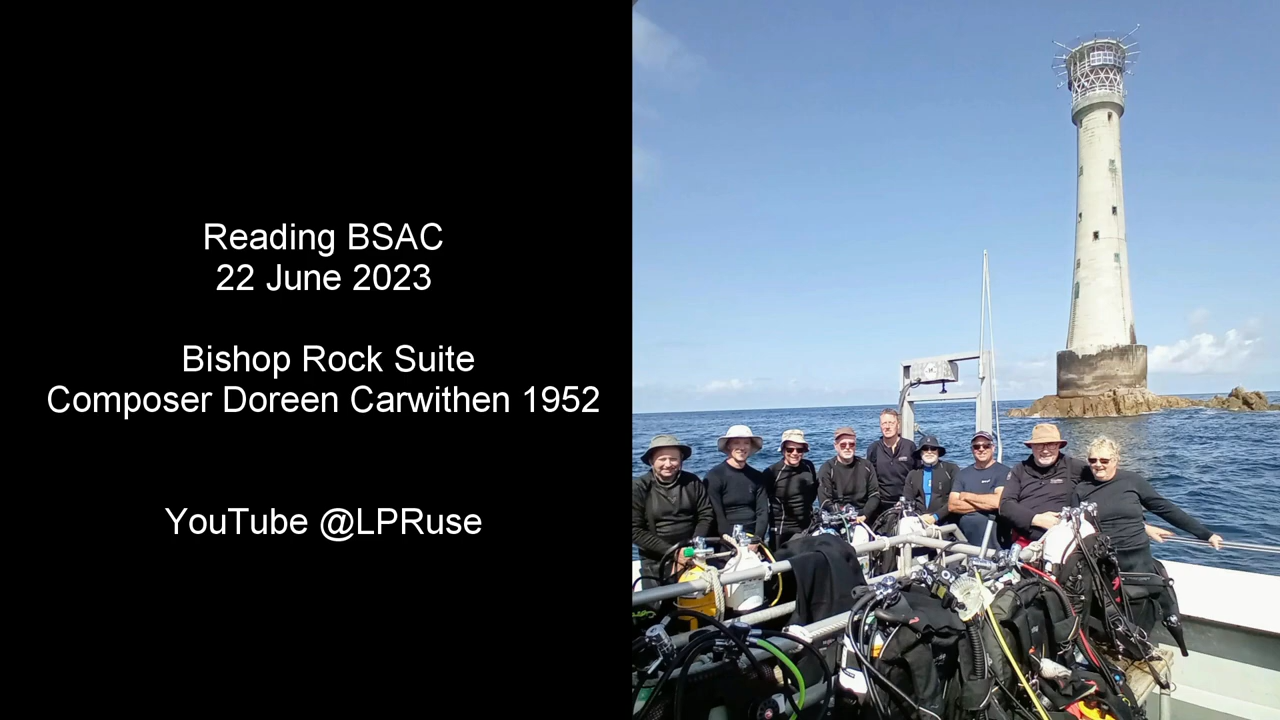 Reading BSAC
22 June 2023
Bishop Rock Suite
Composer Doreen Carwithen 1952
YouTube @LPRuse